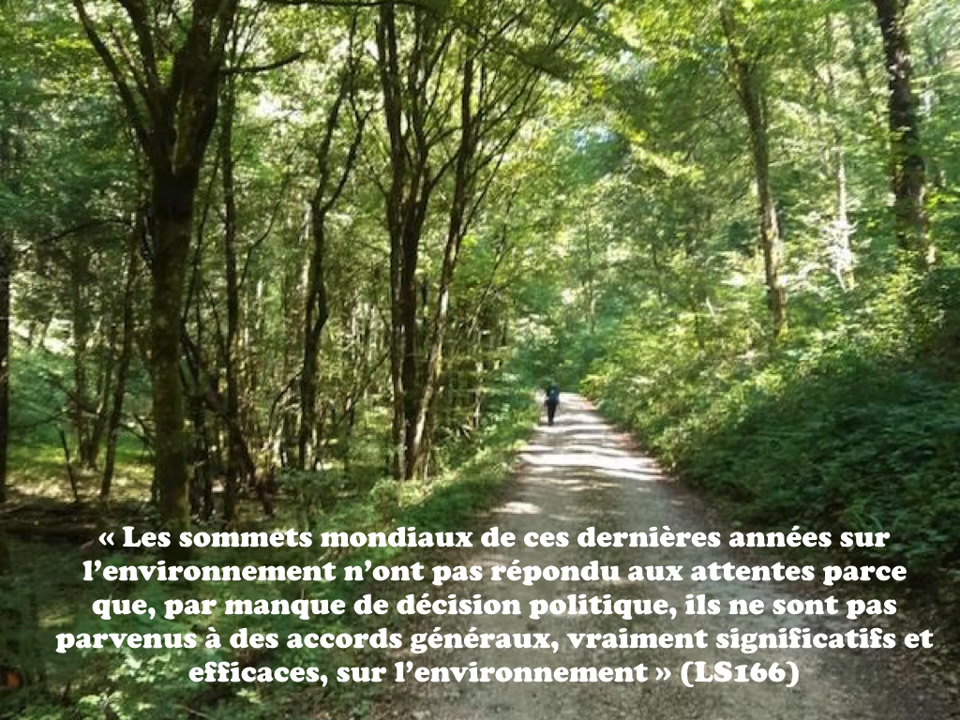 « Les sommets mondiaux de ces dernières années sur
l’environnement n’ont pas répondu aux attentes parce
que, par manque de décision politique, ils ne sont pas
parvenus à des accords généraux, vraiment significatifs et
efficaces, sur l’environnement » (LS166)